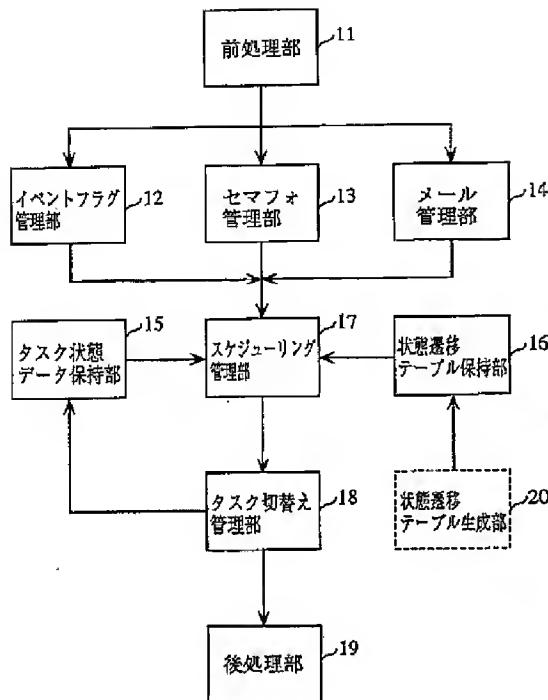 前処理部
11
イベントフラグ
管理部
12
セマフォ
管理部
13
メール
管理部
14
タスク状態
データ保持部
15
スケジューリング
管理部
17
状態遷移
テーブル保持部
16
タスク切替え
管理部
18
状態遷移
テーブル生成部
20
後処理部
19